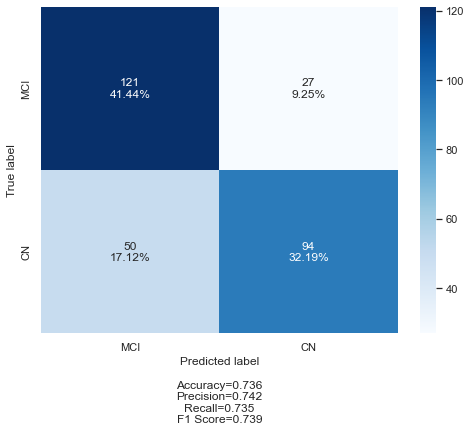 121
41.44%
27
9.25%
50
17.12%
94
32.19%
MCI
CN
True label
MCI
CN
Predicted label
Accuracy=0.736
Precision=0.742
Recall=0.735
F1 Score=0.739
120
100
80
60
40